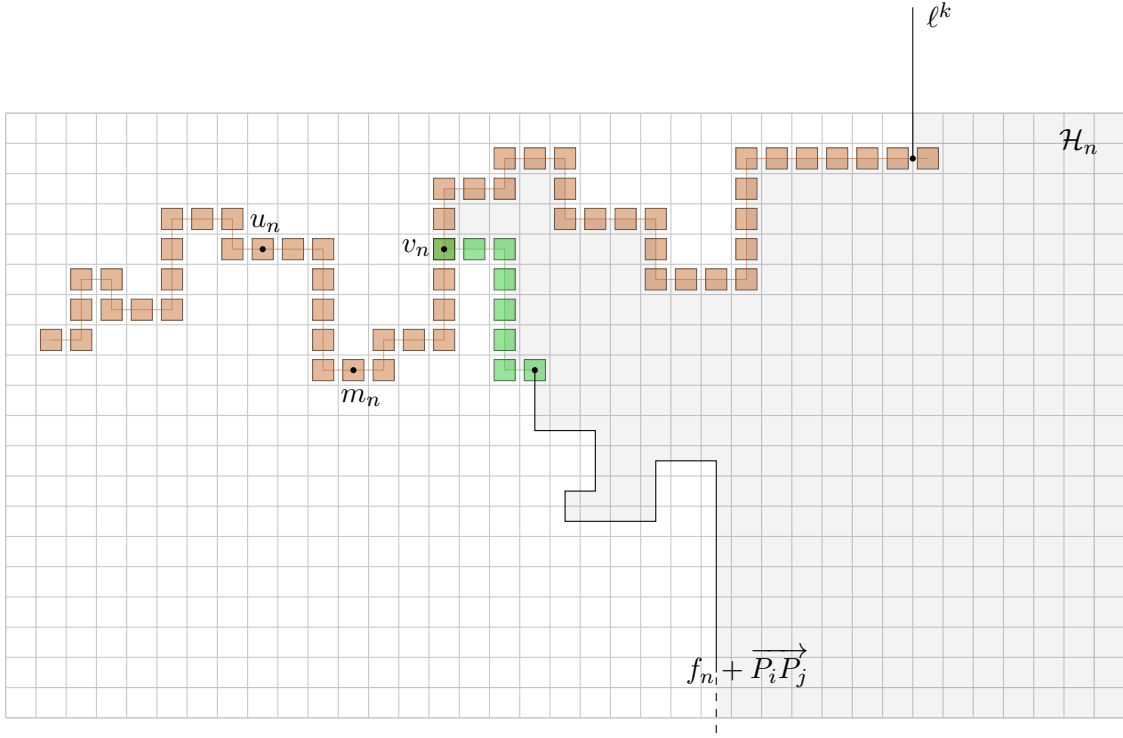 ℓ^k
ℋ_n
u_n
v_n
m_n
f_n + \overrightarrow{P_iP_j}